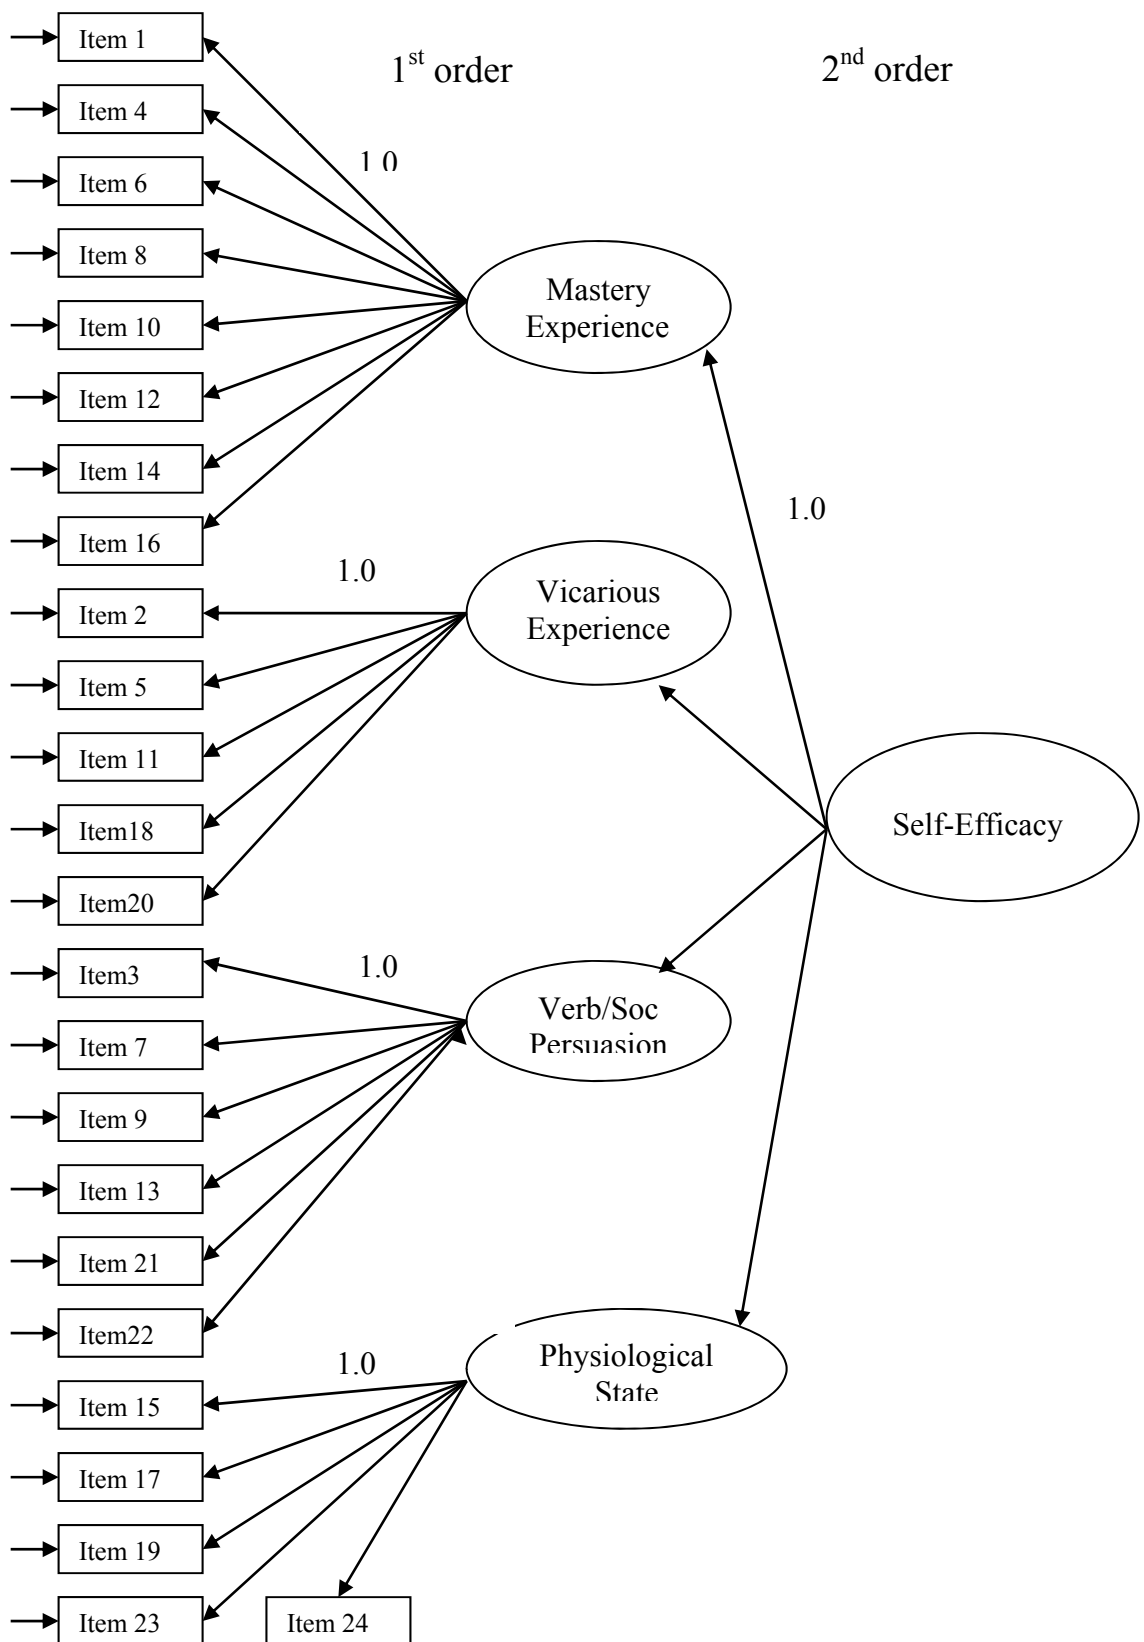 Item 1
1st order
2nd order
Item 4
1.0
Item 6
Item 8
Mastery
Experience
Item 10
Item 12
Item 14
1.0
Item 16
1.0
Vicarious
Experience
Item 2
Item 5
Item 11
Item18
Self-Efficacy
Item20
Item3
1.0
Verb/Soc
Persuasion
Item 7
Item 9
Item 13
Item 21
Item22
1.0
Physiological
State
Item 15
Item 17
Item 19
Item 23
Item 24